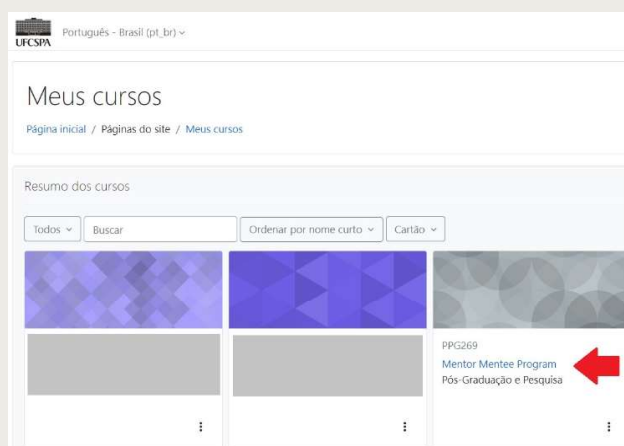 UFCSPA
Português - Brasil (pt_br)
Meus cursos
Página inicial / Páginas do site / Meus cursos
Resumo dos cursos
Todos Buscar Ordenar por nome curto Cartão
PPG269
Mentor Mentee Program
Pós-Graduação e Pesquisa